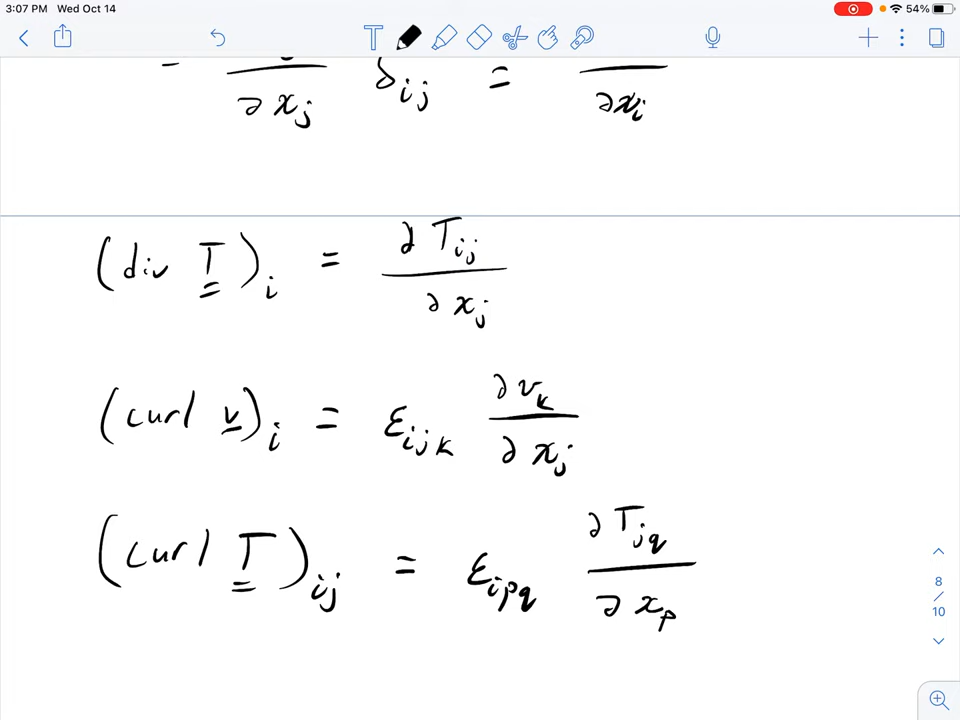 3:07 PM Wed Oct 14 54%
∂x_j δ_ij = ∂x_i
(div T)_i = ∂T_ij / ∂x_j
(curl v)_i = ε_ijk ∂v_k / ∂x_j
(curl T)_ij = ε_ipq ∂T_jq / ∂x_p
8
/
10